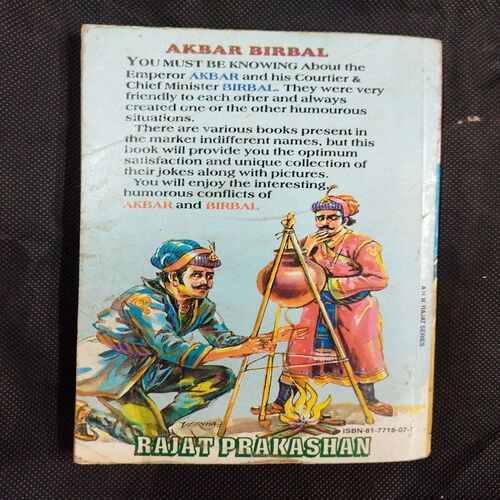 AKBAR BIRBAL
YOU MUST BE KNOWING About the
Emperor AKBAR and his Courtier &
Chief Minister BIRBAL. They were very
friendly to each other and always
created one or the other humourous
situations.
There are various books present in
the market indifferent names, but this
book will provide you the optimum
satisfaction and unique collection of
their jokes along with pictures.
You will enjoy the interesting,
humorous conflicts of
AKBAR and BIRBAL
A H.W. RAJAT SERIES
VERMA
ISBN-81-7718-07-
RAJAT PRAKASHAN